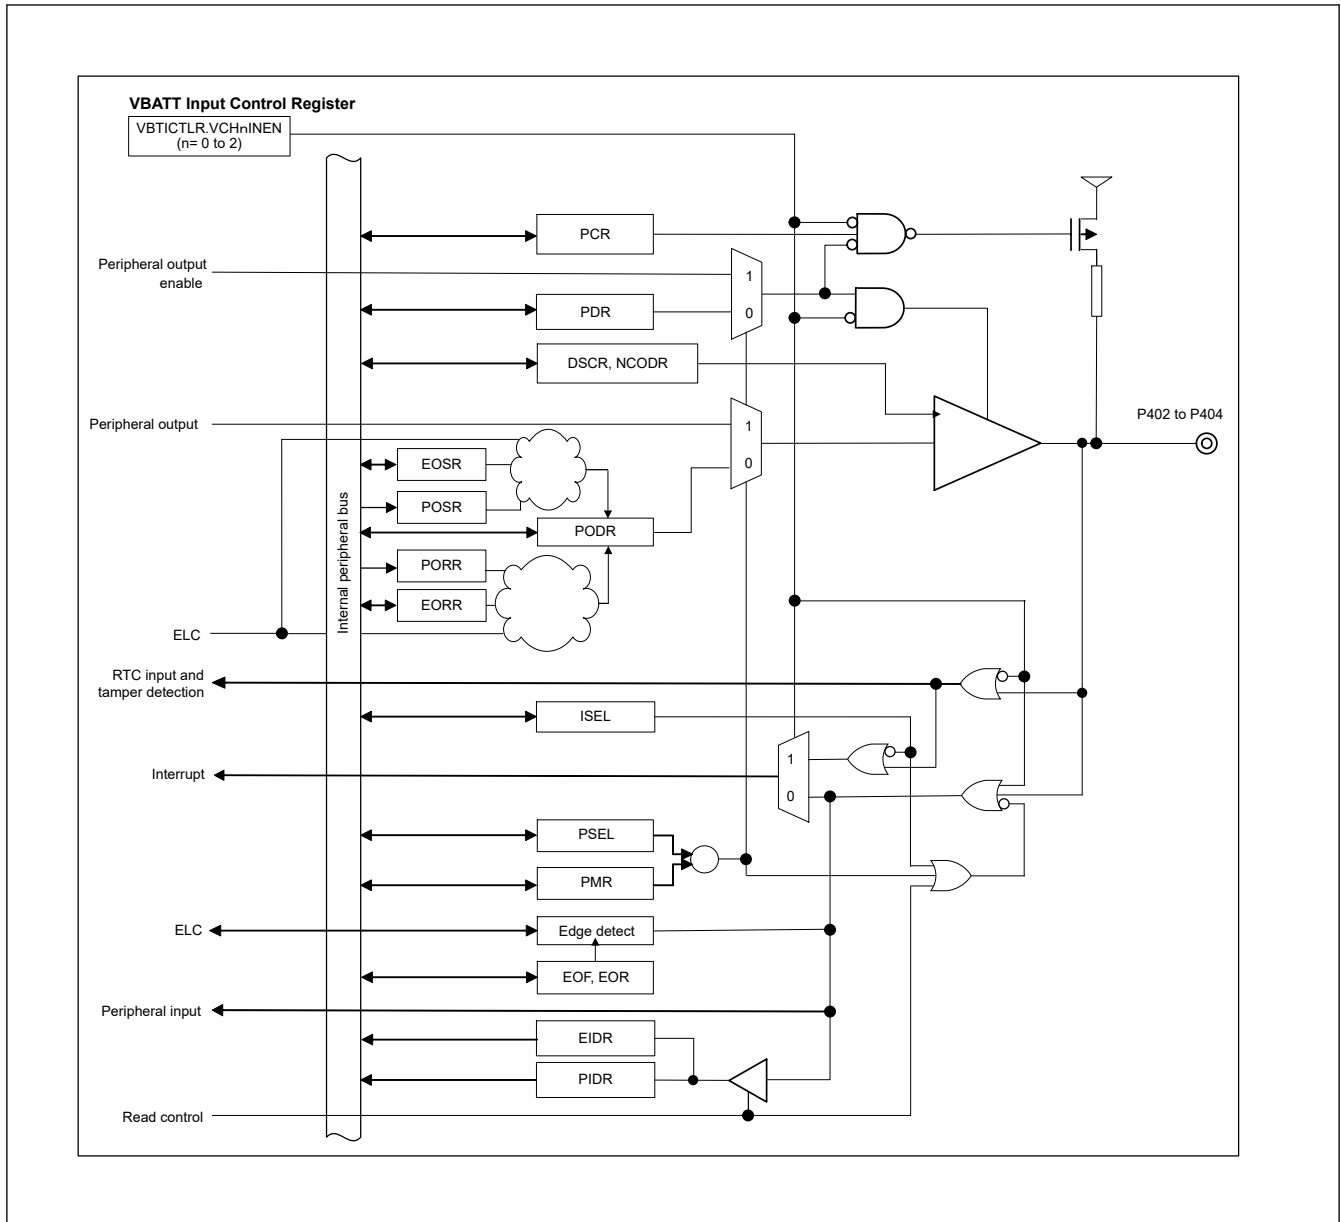 VBATT Input Control Register
VBTICTLR.VCHnINEN
(n= 0 to 2)
PCR
Peripheral output
enable
1
0
PDR
DSCR, NCODR
Peripheral output
1
0
P402 to P404
EOSR
POSR
PODR
PORR
EORR
Internal peripheral bus
ELC
RTC input and
tamper detection
ISEL
Interrupt
1
0
PSEL
PMR
ELC
Edge detect
EOF, EOR
Peripheral input
EIDR
PIDR
Read control